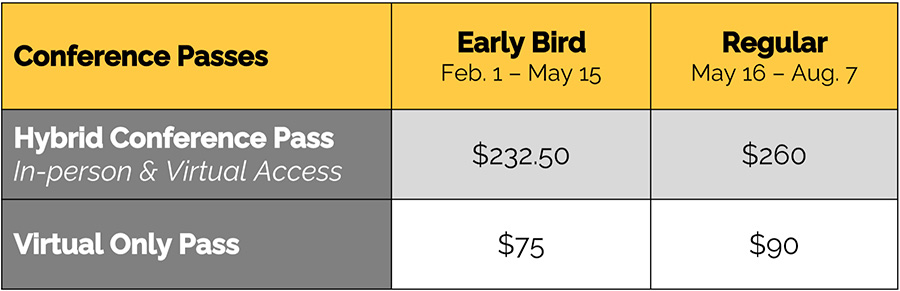 Conference Passes
Early Bird
Feb. 1 – May 15
Regular
May 16 – Aug. 7
Hybrid Conference Pass
In-person & Virtual Access
$232.50
$260
Virtual Only Pass
$75
$90